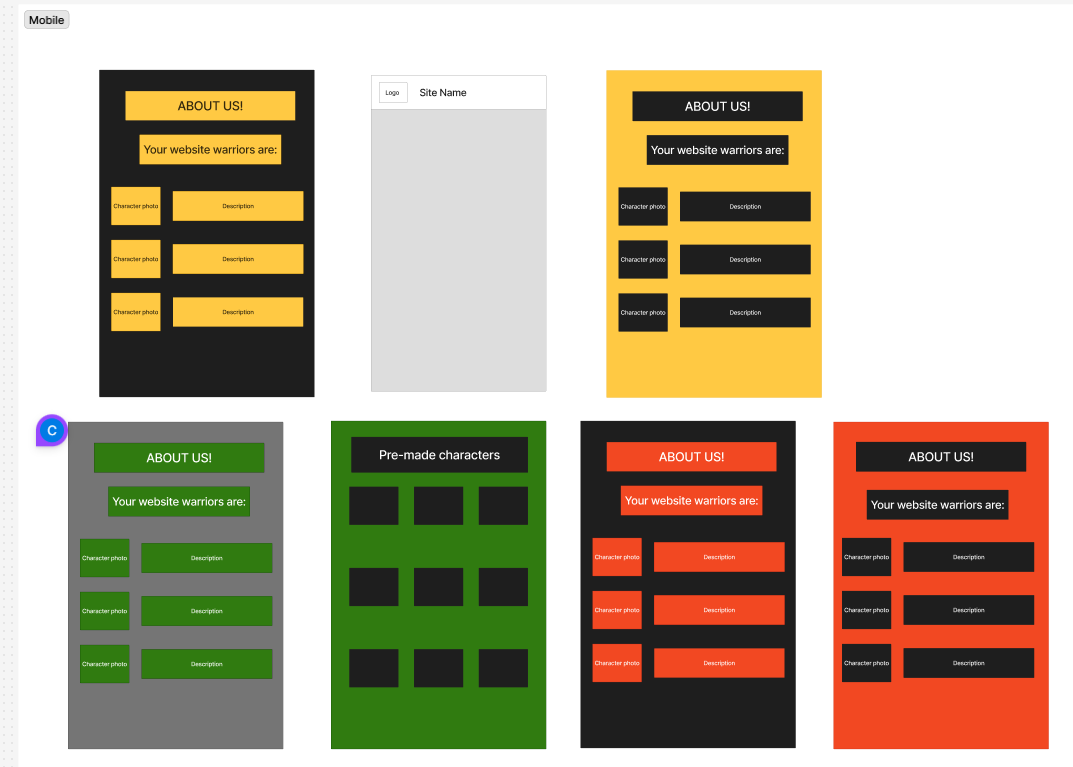 Mobile
ABOUT US!
Your website warriors are:
Character photo
Description
Character photo
Description
Character photo
Description
Logo
Site Name
ABOUT US!
Your website warriors are:
Character photo
Description
Character photo
Description
Character photo
Description
C
ABOUT US!
Your website warriors are:
Character photo
Description
Character photo
Description
Character photo
Description
Pre-made characters
ABOUT US!
Your website warriors are:
Character photo
Description
Character photo
Description
Character photo
Description
ABOUT US!
Your website warriors are:
Character photo
Description
Character photo
Description
Character photo
Description